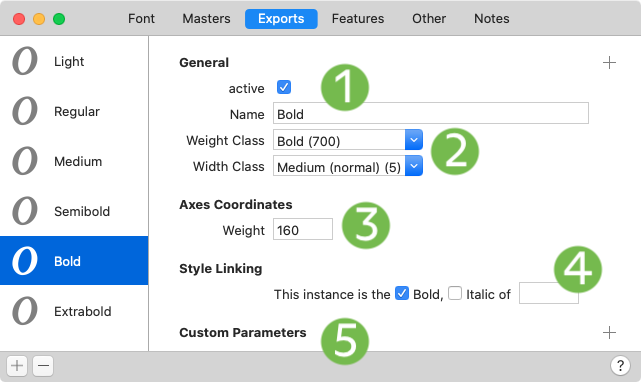 Font Masters Exports Features Other Notes
Light
Regular
Medium
Semibold
Bold
Extrabold
General +
active 1
Name Bold
Weight Class Bold (700)
Width Class Medium (normal) (5) 2
Axes Coordinates
Weight 160 3
Style Linking
This instance is the Bold, Italic of 4
Custom Parameters 5 +
+ − ?